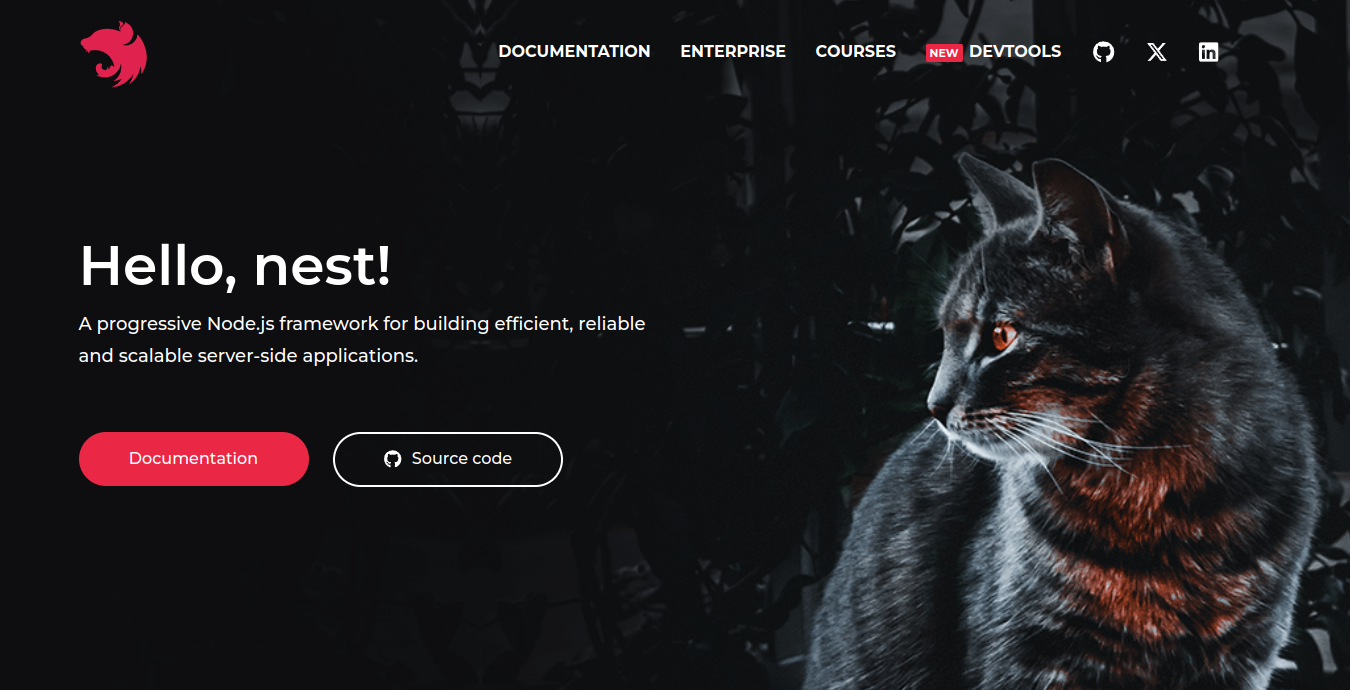 DOCUMENTATION ENTERPRISE COURSES NEW DEVTOOLS
Hello, nest!
A progressive Node.js framework for building efficient, reliable
and scalable server-side applications.
Documentation Source code